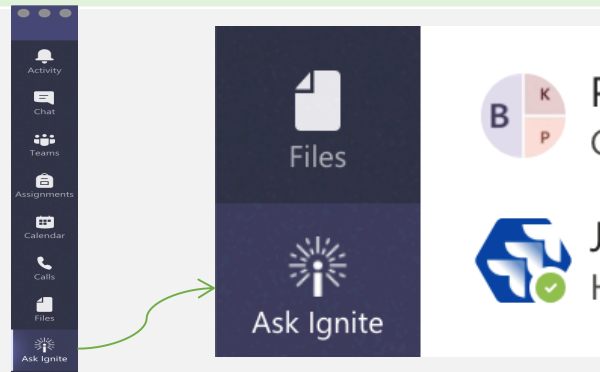 Activity
Chat
Teams
Assignments
Calendar
Calls
Files
Ask Ignite
Files
Ask Ignite
B
K
P